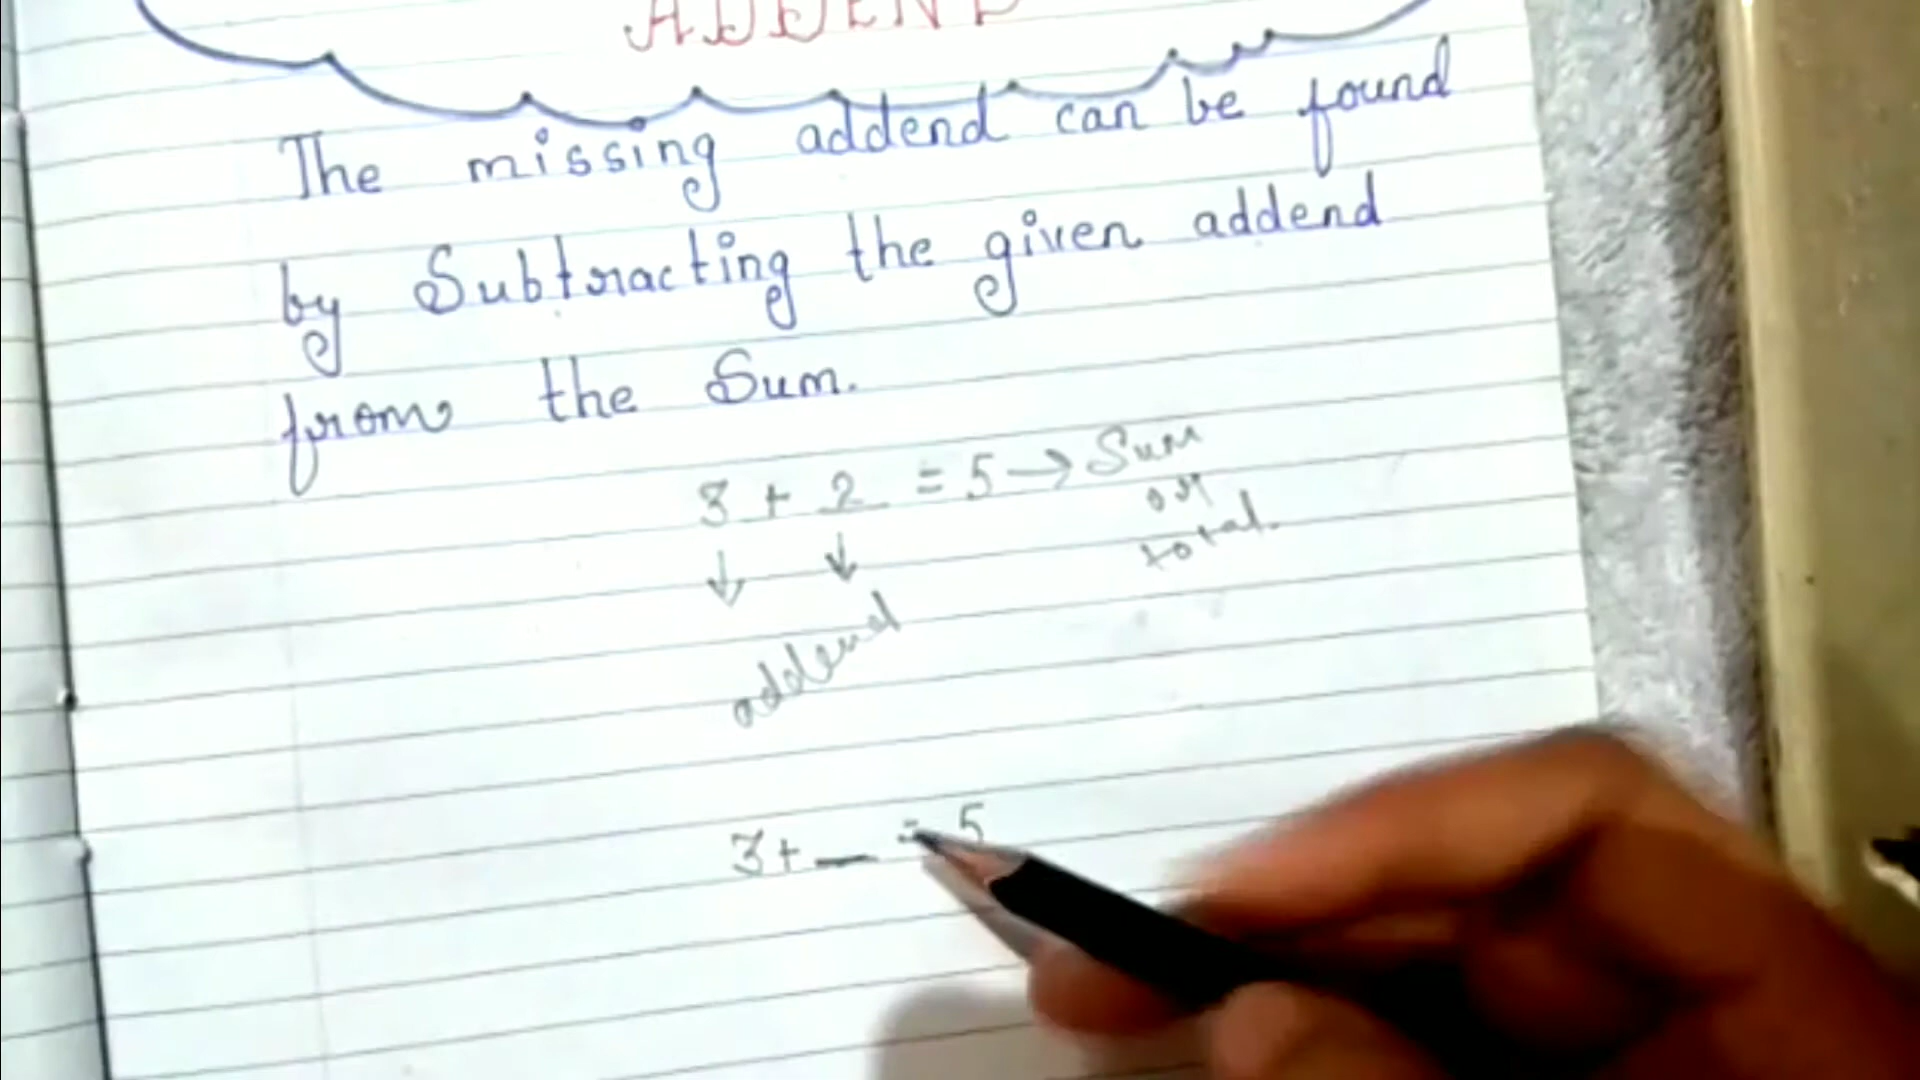 ADDEND
The missing addend can be found
by Subtracting the given addend
from the Sum.
3 + 2 = 5 → Sum
or
total.
↓ ↓
addend
3 + _ = 5